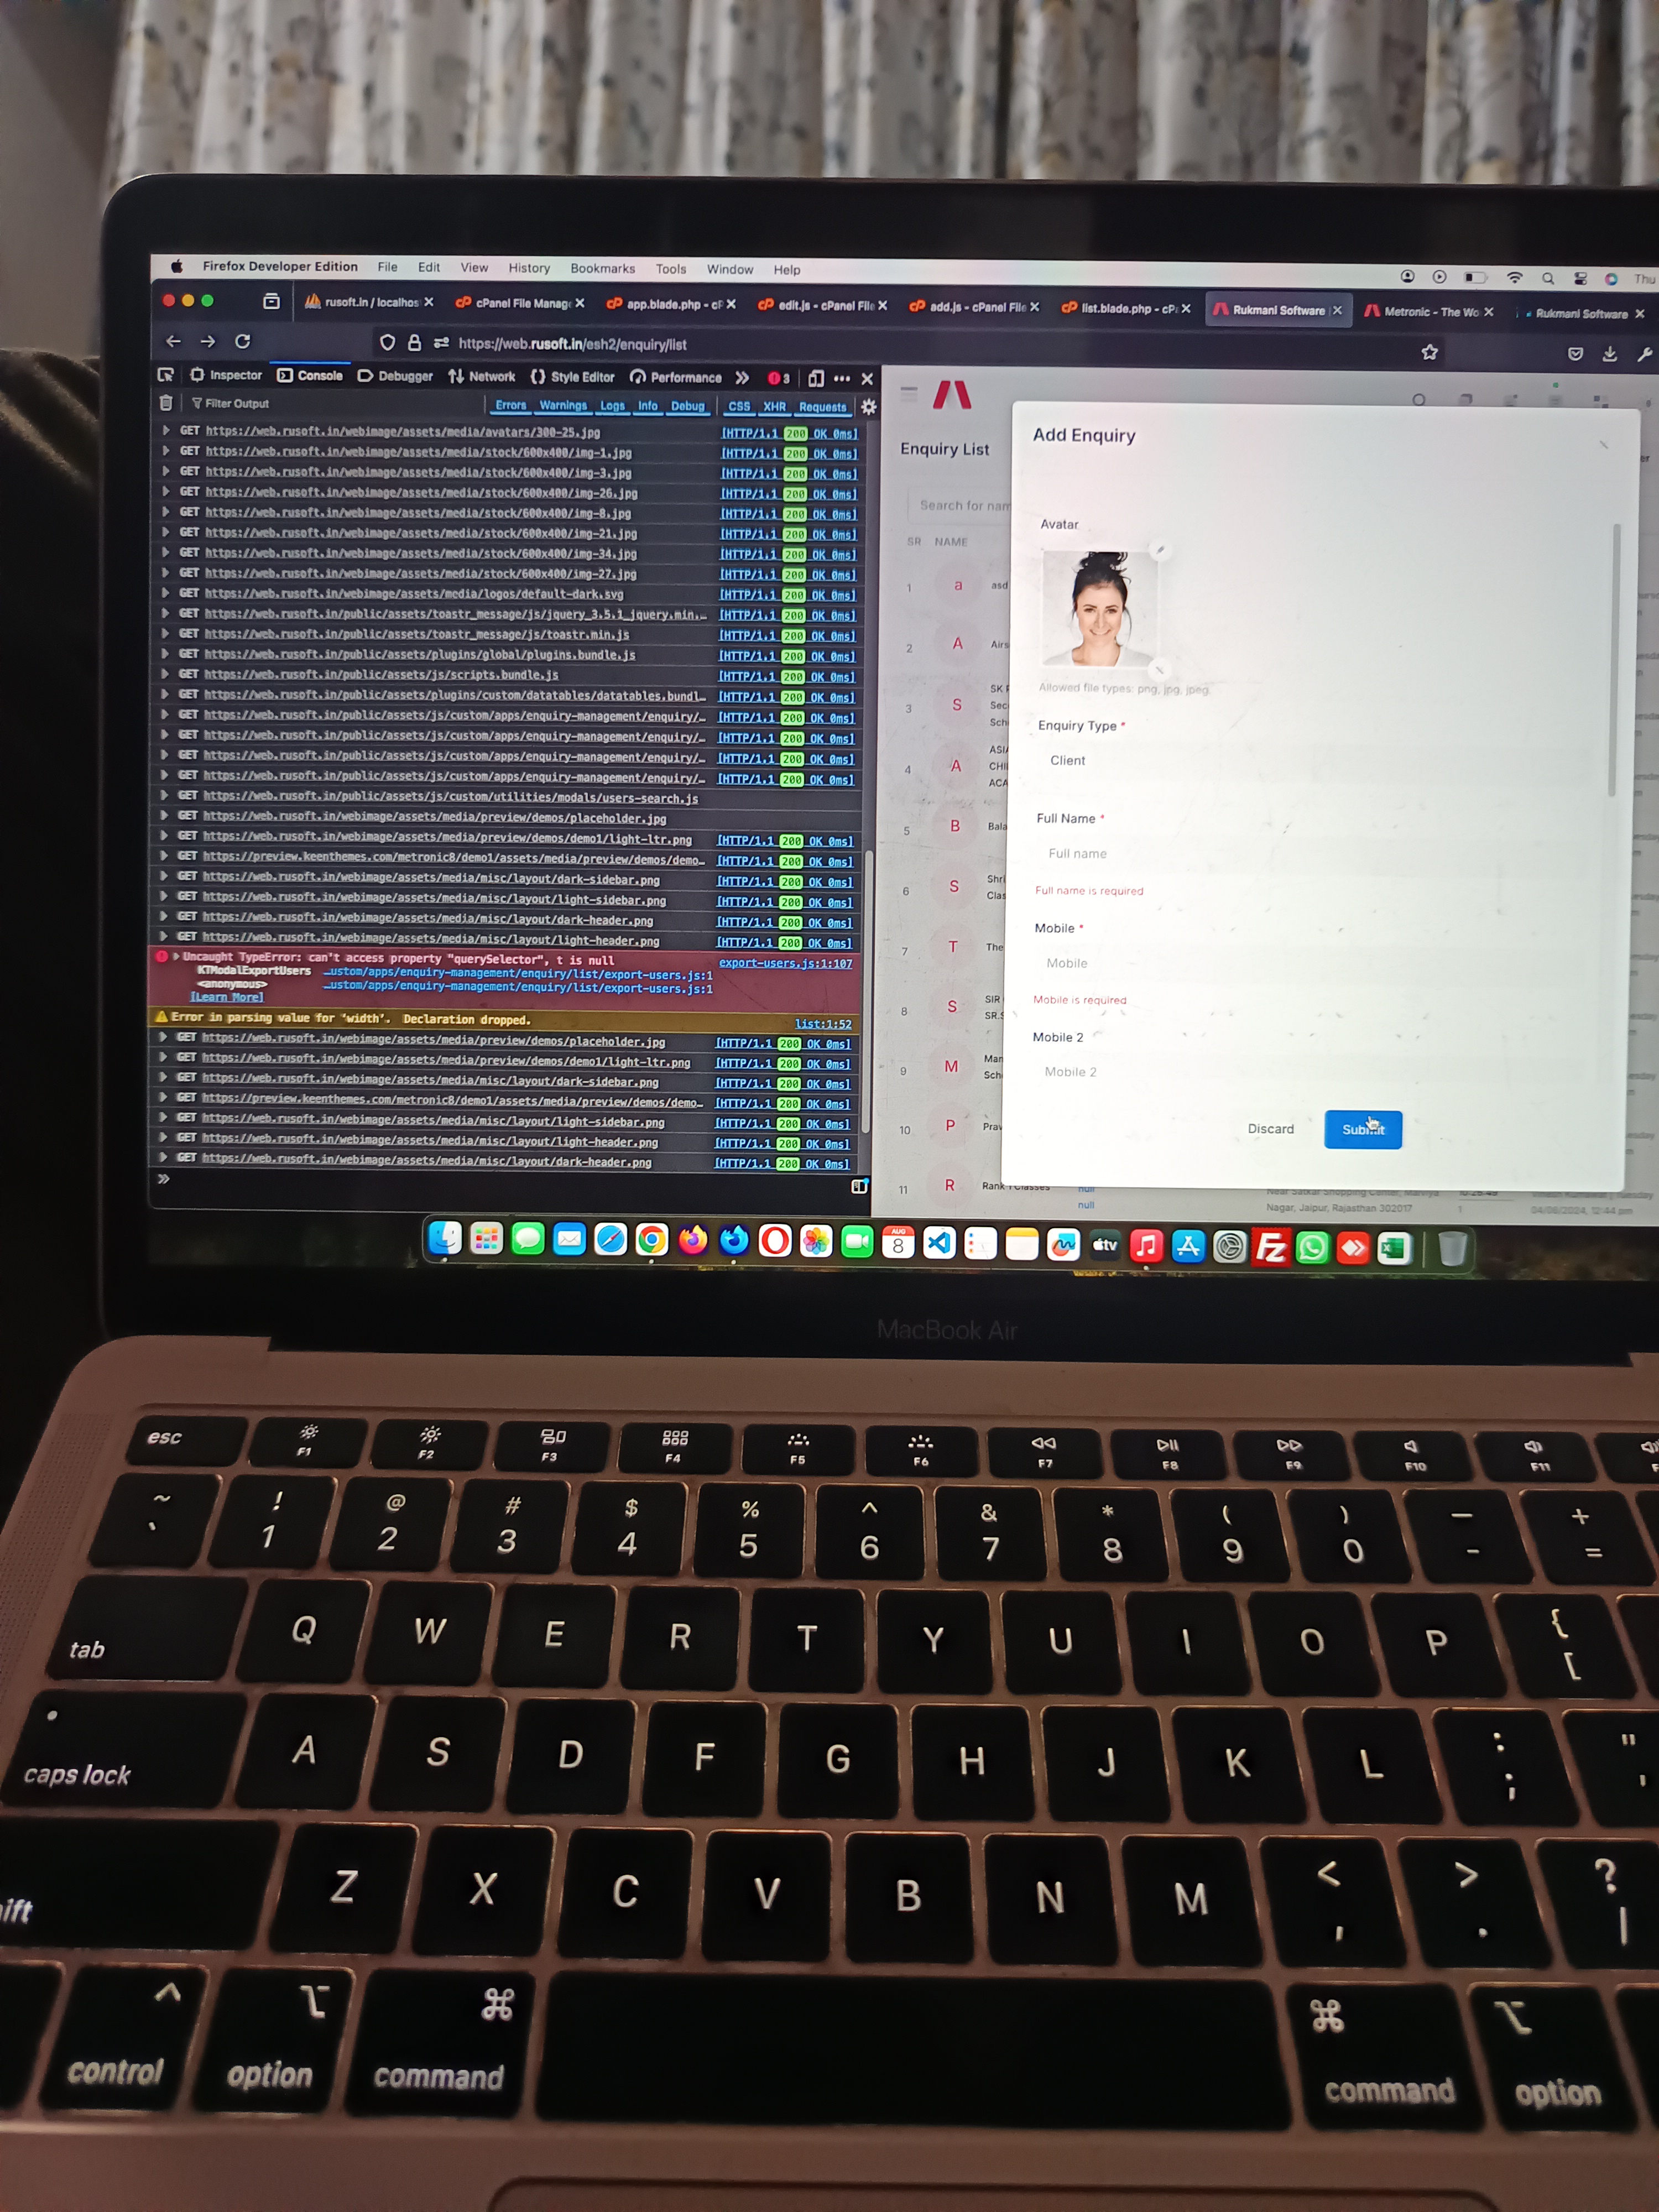 Firefox Developer Edition File Edit View History Bookmarks Tools Window Help Thu
rusoft.in / localhos cPanel File Manag app.blade.php - cP edit.js - cPanel File add.js - cPanel File list.blade.php - cPa Rukmani Software Metronic - The Wo Rukmani Software
https://web.rusoft.in/esh2/enquiry/list
Inspector Console Debugger Network Style Editor Performance 3
Filter Output Errors Warnings Logs Info Debug CSS XHR Requests
GET https://web.rusoft.in/webimage/assets/media/avatars/300-25.jpg [HTTP/1.1 200 OK 0ms]
GET https://web.rusoft.in/webimage/assets/media/stock/600x400/img-1.jpg [HTTP/1.1 200 OK 0ms]
GET https://web.rusoft.in/webimage/assets/media/stock/600x400/img-3.jpg [HTTP/1.1 200 OK 0ms]
GET https://web.rusoft.in/webimage/assets/media/stock/600x400/img-26.jpg [HTTP/1.1 200 OK 0ms]
GET https://web.rusoft.in/webimage/assets/media/stock/600x400/img-8.jpg [HTTP/1.1 200 OK 0ms]
GET https://web.rusoft.in/webimage/assets/media/stock/600x400/img-21.jpg [HTTP/1.1 200 OK 0ms]
GET https://web.rusoft.in/webimage/assets/media/stock/600x400/img-34.jpg [HTTP/1.1 200 OK 0ms]
GET https://web.rusoft.in/webimage/assets/media/stock/600x400/img-27.jpg [HTTP/1.1 200 OK 0ms]
GET https://web.rusoft.in/webimage/assets/media/logos/default-dark.svg [HTTP/1.1 200 OK 0ms]
GET https://web.rusoft.in/public/assets/toastr_message/js/jquery_3.5.1_jquery.min.… [HTTP/1.1 200 OK 0ms]
GET https://web.rusoft.in/public/assets/toastr_message/js/toastr.min.js [HTTP/1.1 200 OK 0ms]
GET https://web.rusoft.in/public/assets/plugins/global/plugins.bundle.js [HTTP/1.1 200 OK 0ms]
GET https://web.rusoft.in/public/assets/js/scripts.bundle.js [HTTP/1.1 200 OK 0ms]
GET https://web.rusoft.in/public/assets/plugins/custom/datatables/datatables.bundl… [HTTP/1.1 200 OK 0ms]
GET https://web.rusoft.in/public/assets/js/custom/apps/enquiry-management/enquiry/… [HTTP/1.1 200 OK 0ms]
GET https://web.rusoft.in/public/assets/js/custom/apps/enquiry-management/enquiry/… [HTTP/1.1 200 OK 0ms]
GET https://web.rusoft.in/public/assets/js/custom/apps/enquiry-management/enquiry/… [HTTP/1.1 200 OK 0ms]
GET https://web.rusoft.in/public/assets/js/custom/apps/enquiry-management/enquiry/… [HTTP/1.1 200 OK 0ms]
GET https://web.rusoft.in/public/assets/js/custom/utilities/modals/users-search.js
GET https://web.rusoft.in/webimage/assets/media/preview/demos/placeholder.jpg
GET https://web.rusoft.in/webimage/assets/media/preview/demos/demo1/light-ltr.png [HTTP/1.1 200 OK 0ms]
GET https://preview.keenthemes.com/metronic8/demo1/assets/media/preview/demos/demo… [HTTP/1.1 200 OK 0ms]
GET https://web.rusoft.in/webimage/assets/media/misc/layout/dark-sidebar.png [HTTP/1.1 200 OK 0ms]
GET https://web.rusoft.in/webimage/assets/media/misc/layout/light-sidebar.png [HTTP/1.1 200 OK 0ms]
GET https://web.rusoft.in/webimage/assets/media/misc/layout/dark-header.png [HTTP/1.1 200 OK 0ms]
GET https://web.rusoft.in/webimage/assets/media/misc/layout/light-header.png [HTTP/1.1 200 OK 0ms]
Uncaught TypeError: can't access property "querySelector", t is null export-users.js:1:107
KTModalExportUsers …ustom/apps/enquiry-management/enquiry/list/export-users.js:1
<anonymous> …ustom/apps/enquiry-management/enquiry/list/export-users.js:1
[Learn More]
Error in parsing value for ‘width’. Declaration dropped. list:1:52
GET https://web.rusoft.in/webimage/assets/media/preview/demos/placeholder.jpg [HTTP/1.1 200 OK 0ms]
GET https://web.rusoft.in/webimage/assets/media/preview/demos/demo1/light-ltr.png [HTTP/1.1 200 OK 0ms]
GET https://web.rusoft.in/webimage/assets/media/misc/layout/dark-sidebar.png [HTTP/1.1 200 OK 0ms]
GET https://preview.keenthemes.com/metronic8/demo1/assets/media/preview/demos/demo… [HTTP/1.1 200 OK 0ms]
GET https://web.rusoft.in/webimage/assets/media/misc/layout/light-sidebar.png [HTTP/1.1 200 OK 0ms]
GET https://web.rusoft.in/webimage/assets/media/misc/layout/light-header.png [HTTP/1.1 200 OK 0ms]
GET https://web.rusoft.in/webimage/assets/media/misc/layout/dark-header.png [HTTP/1.1 200 OK 0ms]
Enquiry List
Search for nam
SR NAME
1 a asd
2 A Airs
3 S SK F
Sec
Sch
4 A ASI
CHI
ACA
5 B Bala
6 S Shri
Clas
7 T The
8 S SIR
SR.S
9 M Man
Sch
10 P Prav
11 R Rank 1 Classes
null
null
Nagar, Jaipur, Rajasthan 302017 1 04/06/2024, 12:44 pm
Add Enquiry
Avatar
Allowed file types: png, jpg, jpeg.
Enquiry Type *
Client
Full Name *
Full name
Full name is required
Mobile *
Mobile
Mobile is required
Mobile 2
Mobile 2
Discard Submit
AUG
8
tv
Fz
MacBook Air
esc F1 F2 F3 F4 F5 F6 F7 F8 F9 F10 F11
~ ! @ # $ % ^ & * ( ) — +
` 1 2 3 4 5 6 7 8 9 0 - =
tab Q W E R T Y U I O P { [
caps lock A S D F G H J K L : ; " '
ift Z X C V B N M < , > . ? |
control option command command option